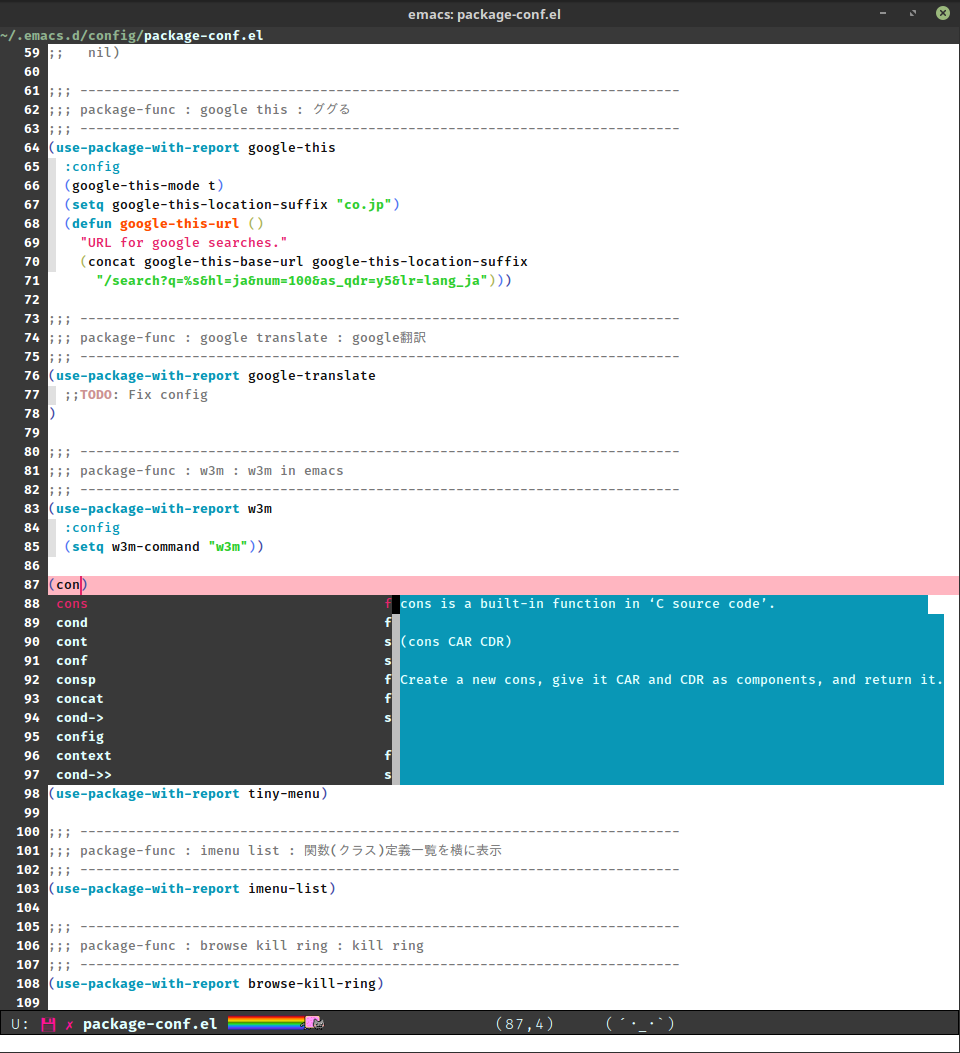 emacs: package-conf.el
~/.emacs.d/config/package-conf.el
59 ;;   nil)
60
61 ;;; ---------------------------------------------------------------------------
62 ;;; package-func : google this : ググる
63 ;;; ---------------------------------------------------------------------------
64 (use-package-with-report google-this
65   :config
66   (google-this-mode t)
67   (setq google-this-location-suffix "co.jp")
68   (defun google-this-url ()
69     "URL for google searches."
70     (concat google-this-base-url google-this-location-suffix
71       "/search?q=%s&hl=ja&num=100&as_qdr=y5&lr=lang_ja")))
72
73 ;;; ---------------------------------------------------------------------------
74 ;;; package-func : google translate : google翻訳
75 ;;; ---------------------------------------------------------------------------
76 (use-package-with-report google-translate
77   ;;TODO: Fix config
78 )
79
80 ;;; ---------------------------------------------------------------------------
81 ;;; package-func : w3m : w3m in emacs
82 ;;; ---------------------------------------------------------------------------
83 (use-package-with-report w3m
84   :config
85   (setq w3m-command "w3m"))
86
87 (con)
88  cons f cons is a built-in function in ‘C source code’.
89  cond f
90  cont s (cons CAR CDR)
91  conf s
92  consp f Create a new cons, give it CAR and CDR as components, and return it.
93  concat f
94  cond-> s
95  config
96  context f
97  cond->> s
98 (use-package-with-report tiny-menu)
99
100 ;;; ---------------------------------------------------------------------------
101 ;;; package-func : imenu list : 関数(クラス)定義一覧を横に表示
102 ;;; ---------------------------------------------------------------------------
103 (use-package-with-report imenu-list)
104
105 ;;; ---------------------------------------------------------------------------
106 ;;; package-func : browse kill ring : kill ring
107 ;;; ---------------------------------------------------------------------------
108 (use-package-with-report browse-kill-ring)
109
U: ✗ package-conf.el (87,4) (´･_･`)